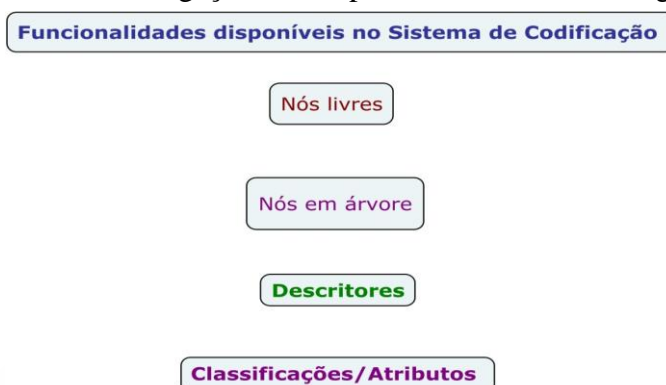 Funcionalidades disponíveis no Sistema de Codificação
Nós livres
Nós em árvore
Descritores
Classificações/Atributos